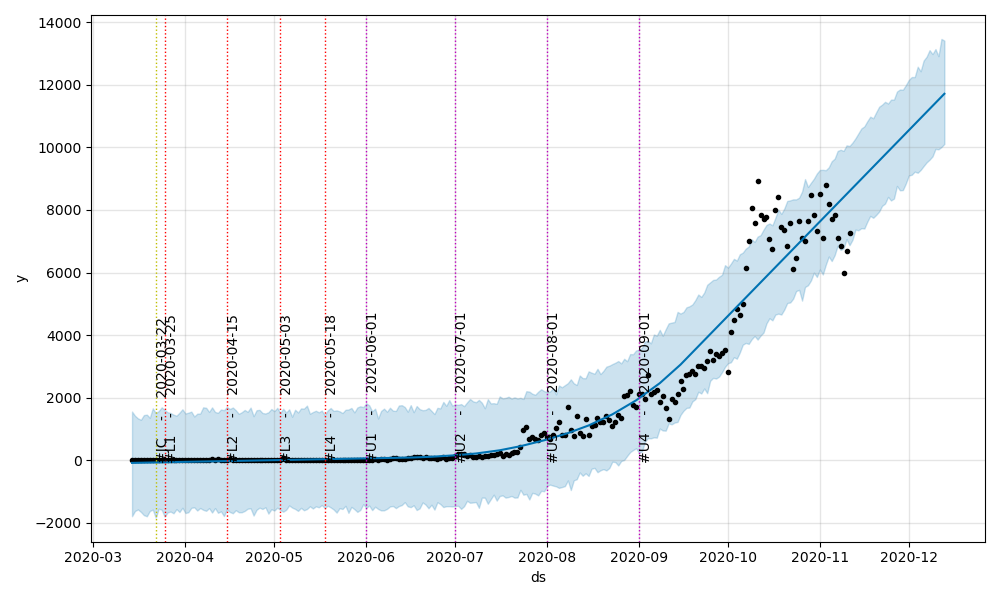 14000
12000
10000
8000
6000
4000
2000
0
−2000
y
#JC - 2020-03-22
#L1 - 2020-03-25
#L2 - 2020-04-15
#L3 - 2020-05-03
#L4 - 2020-05-18
#U1 - 2020-06-01
#U2 - 2020-07-01
#U3 - 2020-08-01
#U4 - 2020-09-01
2020-03 2020-04 2020-05 2020-06 2020-07 2020-08 2020-09 2020-10 2020-11 2020-12
ds